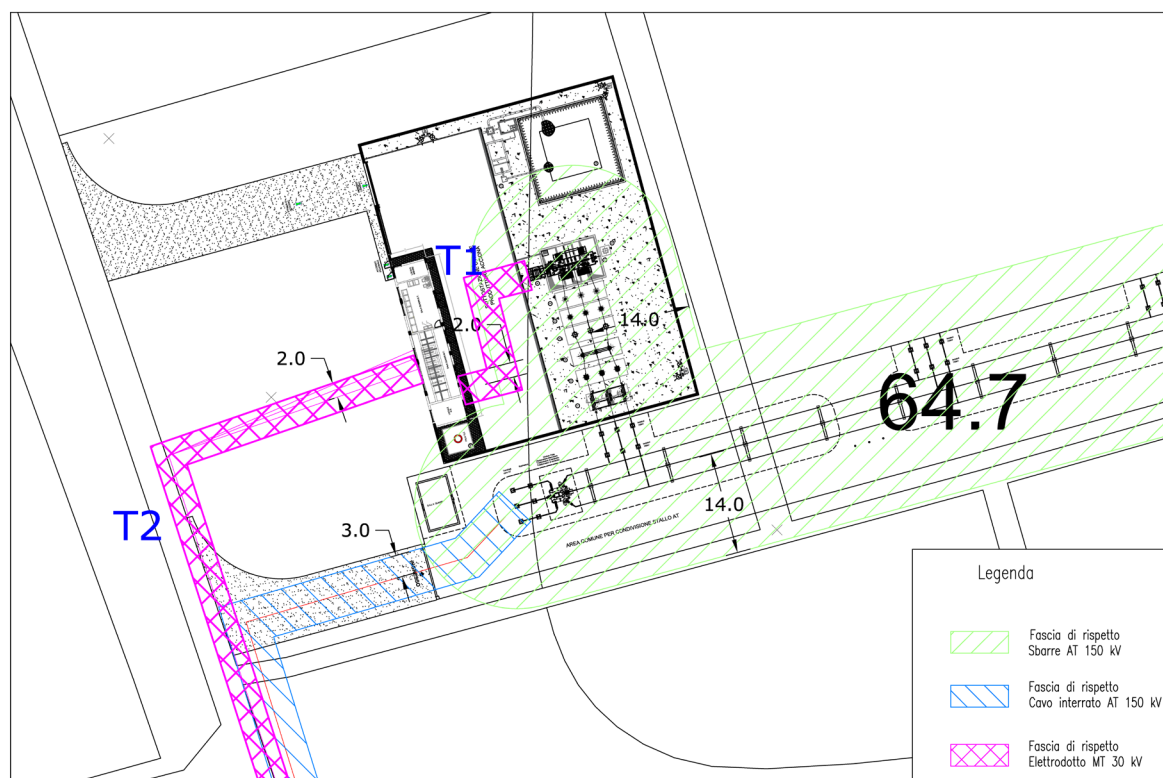 T1
2.0
14.0
2.0
64.7
T2
3.0
14.0
AREA COMUNE PER CONDIVISIONE STALLO AT
Legenda
Fascia di rispetto
Sbarre AT 150 kV
Fascia di rispetto
Cavo interrato AT 150 kV
Fascia di rispetto
Elettrodotto MT 30 kV